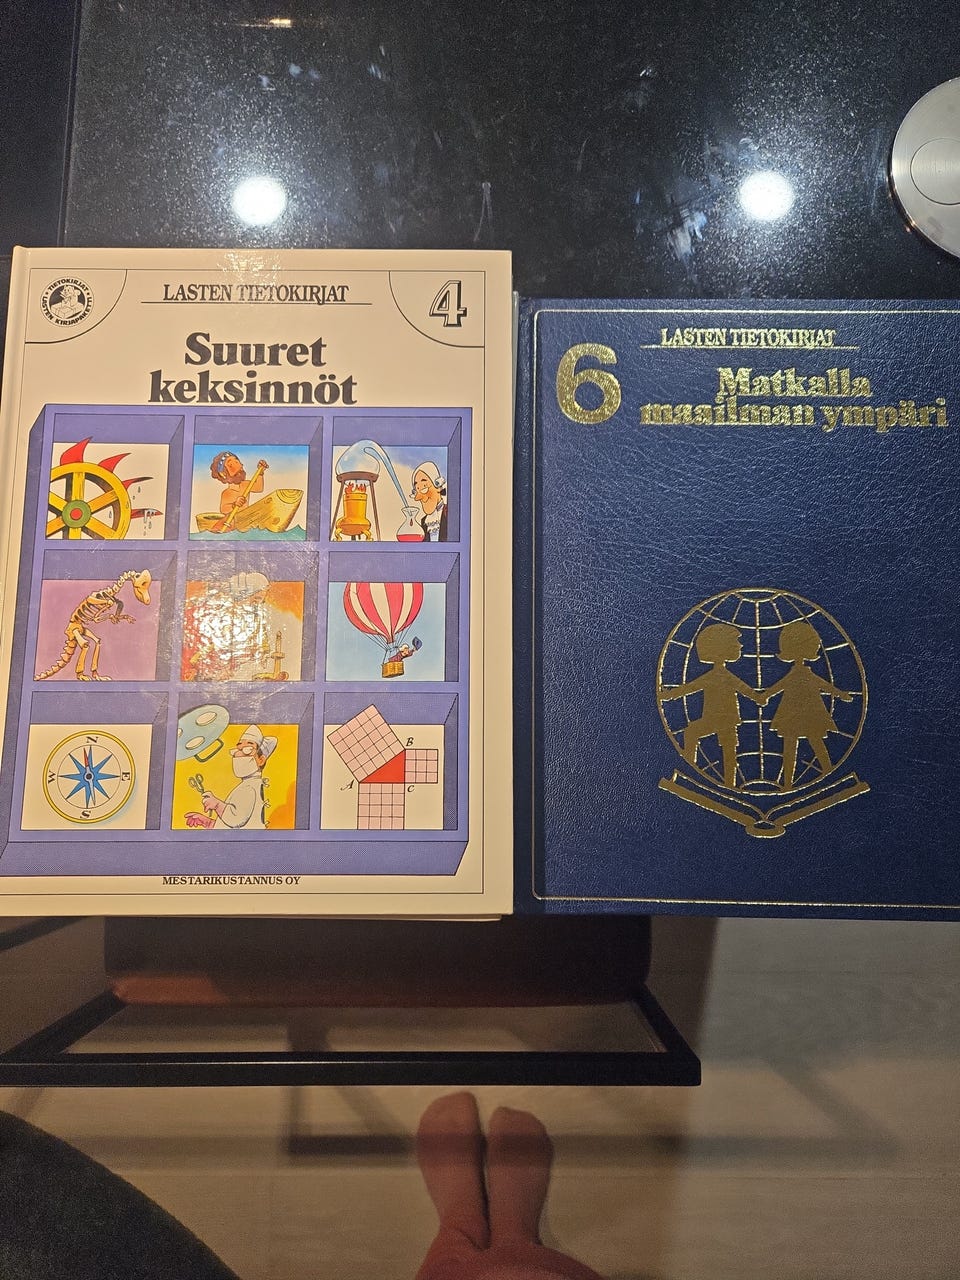 LASTEN TIETOKIRJAT
4
Suuret
keksinnöt
N
W
E
S
B
A
C
MESTARIKUSTANNUS OY
LASTEN TIETOKIRJAT
6
Matkalla
maailman ympäri